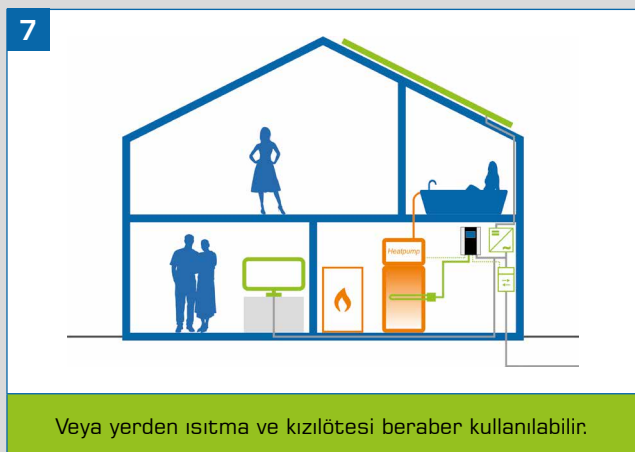 7
Heatpump
Veya yerden ısıtma ve kızılötesi beraber kullanılabilir.